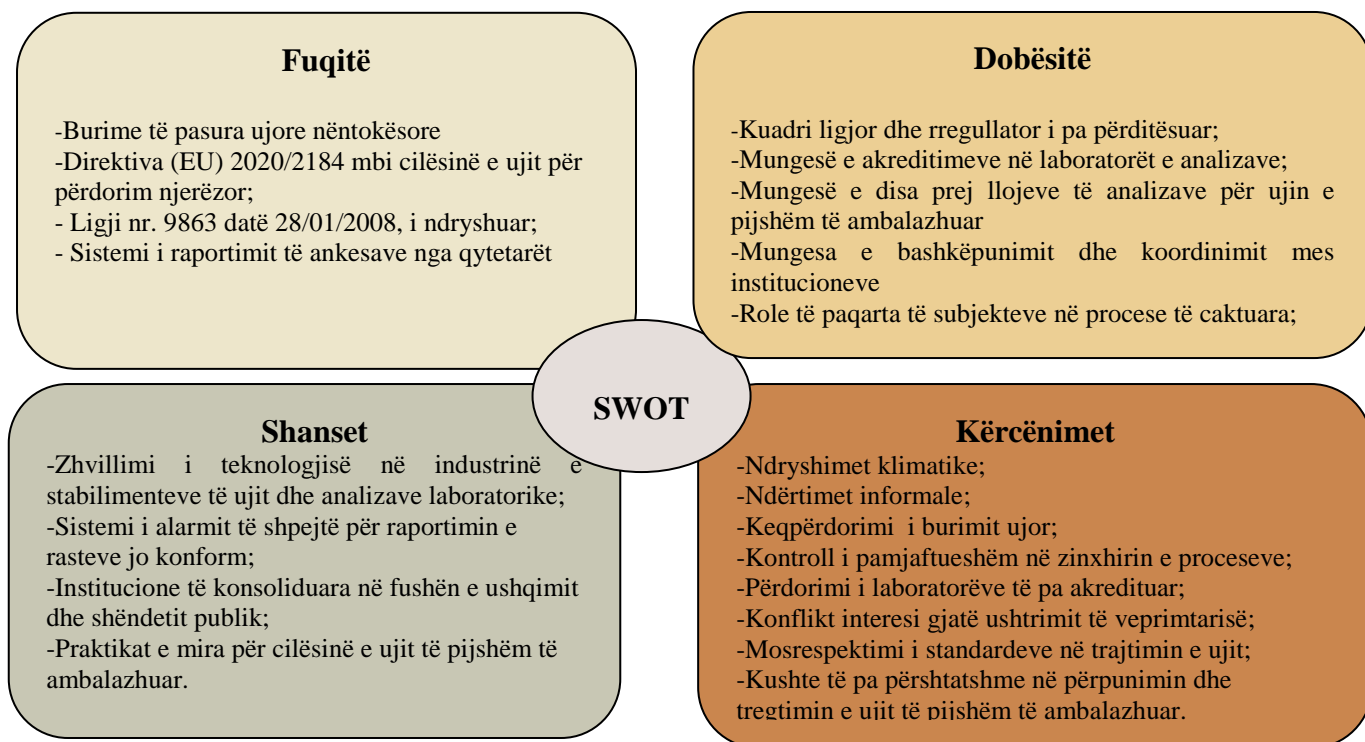 Fuqitë
-Burime të pasura ujore nëntokësore
-Direktiva (EU) 2020/2184 mbi cilësinë e ujit për
përdorim njerëzor;
- Ligji nr. 9863 datë 28/01/2008, i ndryshuar;
- Sistemi i raportimit të ankesave nga qytetarët
Dobësitë
-Kuadri ligjor dhe rregullator i pa përditësuar;
-Mungesë e akreditimeve në laboratorët e analizave;
-Mungesë e disa prej llojeve të analizave për ujin e
pijshëm të ambalazhuar
-Mungesa e bashkëpunimit dhe koordinimit mes
institucioneve
-Role të paqarta të subjekteve në procese të caktuara;
SWOT
Shanset
-Zhvillimi i teknologjisë në industrinë e
stabilimenteve të ujit dhe analizave laboratorike;
-Sistemi i alarmit të shpejtë për raportimin e
rasteve jo konform;
-Institucione të konsoliduara në fushën e ushqimit
dhe shëndetit publik;
-Praktikat e mira për cilësinë e ujit të pijshëm të
ambalazhuar.
Kërcënimet
-Ndryshimet klimatike;
-Ndërtimet informale;
-Keqpërdorimi i burimit ujor;
-Kontroll i pamjaftueshëm në zinxhirin e proceseve;
-Përdorimi i laboratorëve të pa akredituar;
-Konflikt interesi gjatë ushtrimit të veprimtarisë;
-Mosrespektimi i standardeve në trajtimin e ujit;
-Kushte të pa përshtatshme në përpunimin dhe
tregtimin e ujit të pijshëm të ambalazhuar.